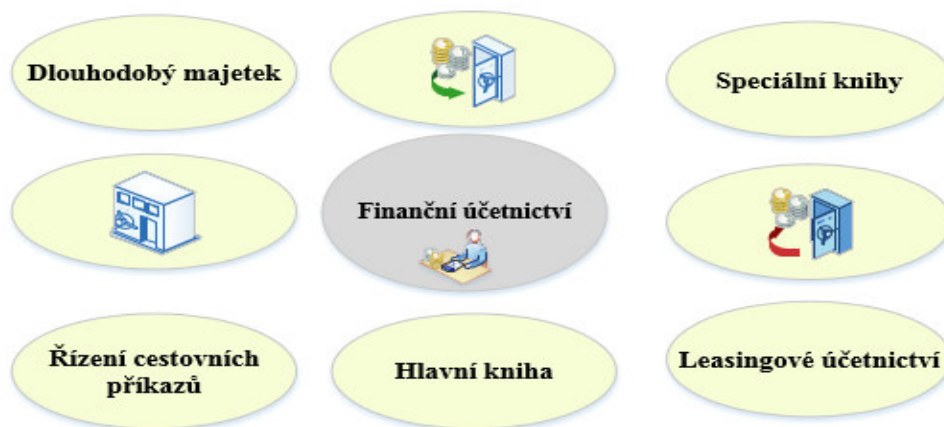 Dlouhodobý majetek
Speciální knihy
Finanční účetnictví
Řízení cestovních
příkazů
Hlavní kniha
Leasingové účetnictví